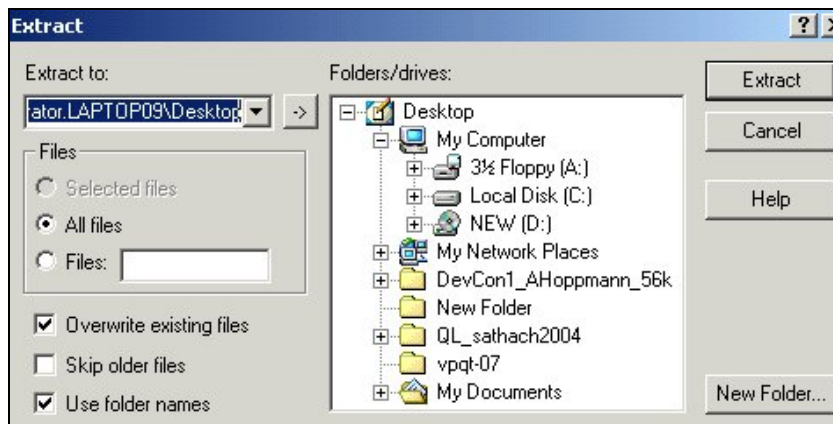 Extract
Extract to:
rator.LAPTOP09\Desktop
->
Files
Selected files
All files
Files:
Overwrite existing files
Skip older files
Use folder names
Folders/drives:
Desktop
My Computer
3½ Floppy (A:)
Local Disk (C:)
NEW (D:)
My Network Places
DevCon1_AHoppmann_56k
New Folder
QL_sathach2004
vpqt-07
My Documents
Extract
Cancel
Help
New Folder...